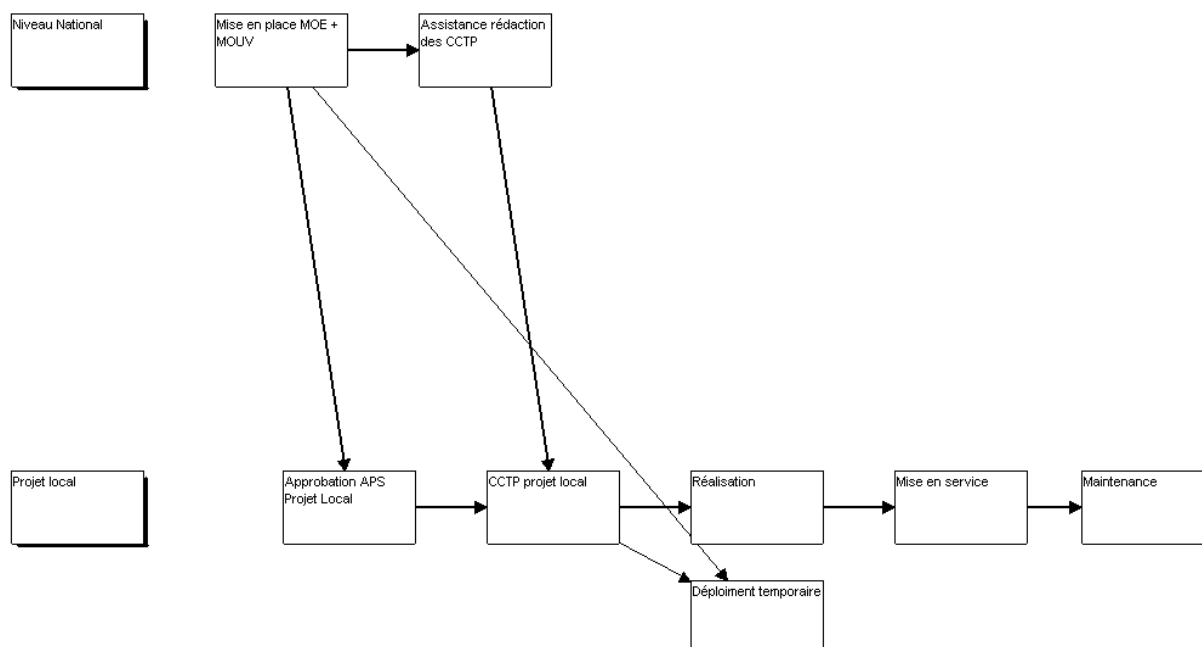 Niveau National
Mise en place MOE +
MOUV
Assistance rédaction
des CCTP
Projet local
Approbation APS
Projet Local
CCTP projet local
Réalisation
Mise en service
Maintenance
Déploiment temporaire